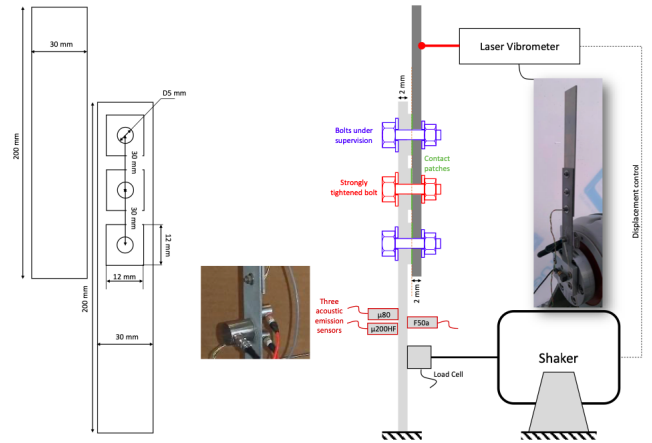 30 mm
D5 mm
200 mm
30 mm
30 mm
12 mm
12 mm
200 mm
30 mm
2 mm
Laser Vibrometer
Bolts under
supervision
Contact
patches
Strongly
tightened bolt
Displacement control
2 mm
Three
acoustic
emission
sensors
µ80
µ200HF
F50a
Load Cell
Shaker